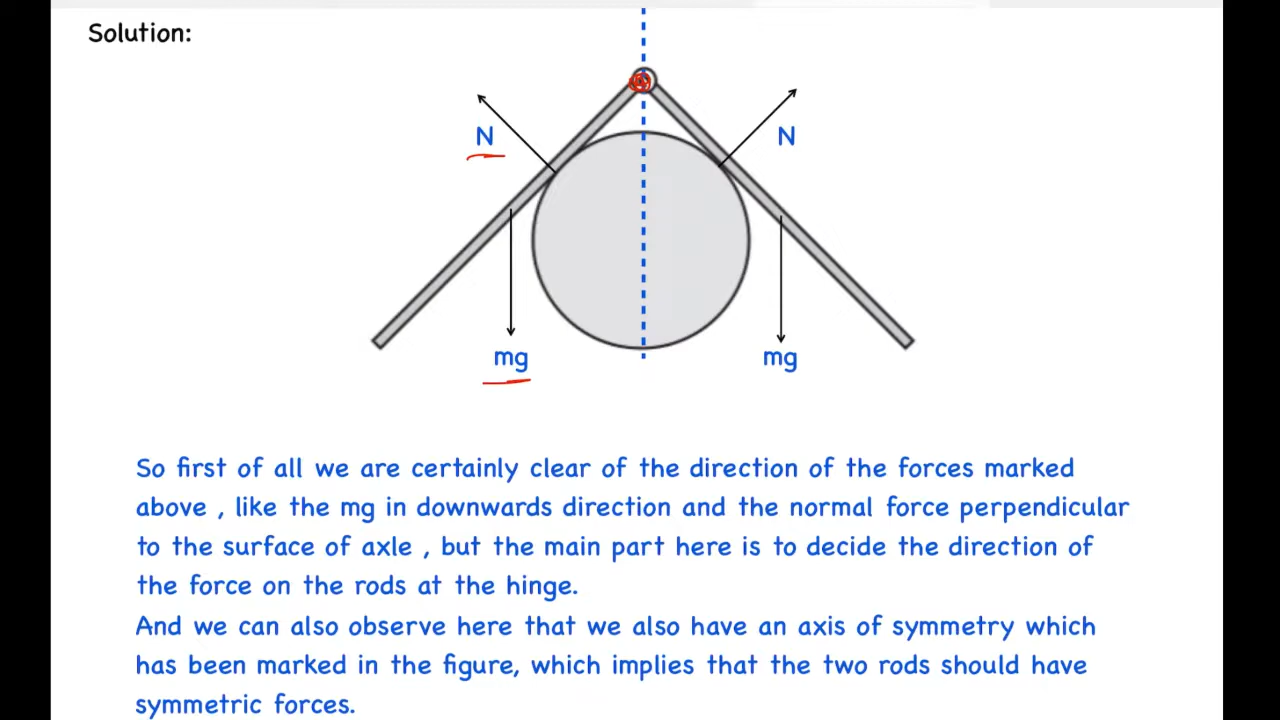 Solution:
N
N
mg
mg
So first of all we are certainly clear of the direction of the forces marked
above , like the mg in downwards direction and the normal force perpendicular
to the surface of axle , but the main part here is to decide the direction of
the force on the rods at the hinge.
And we can also observe here that we also have an axis of symmetry which
has been marked in the figure, which implies that the two rods should have
symmetric forces.